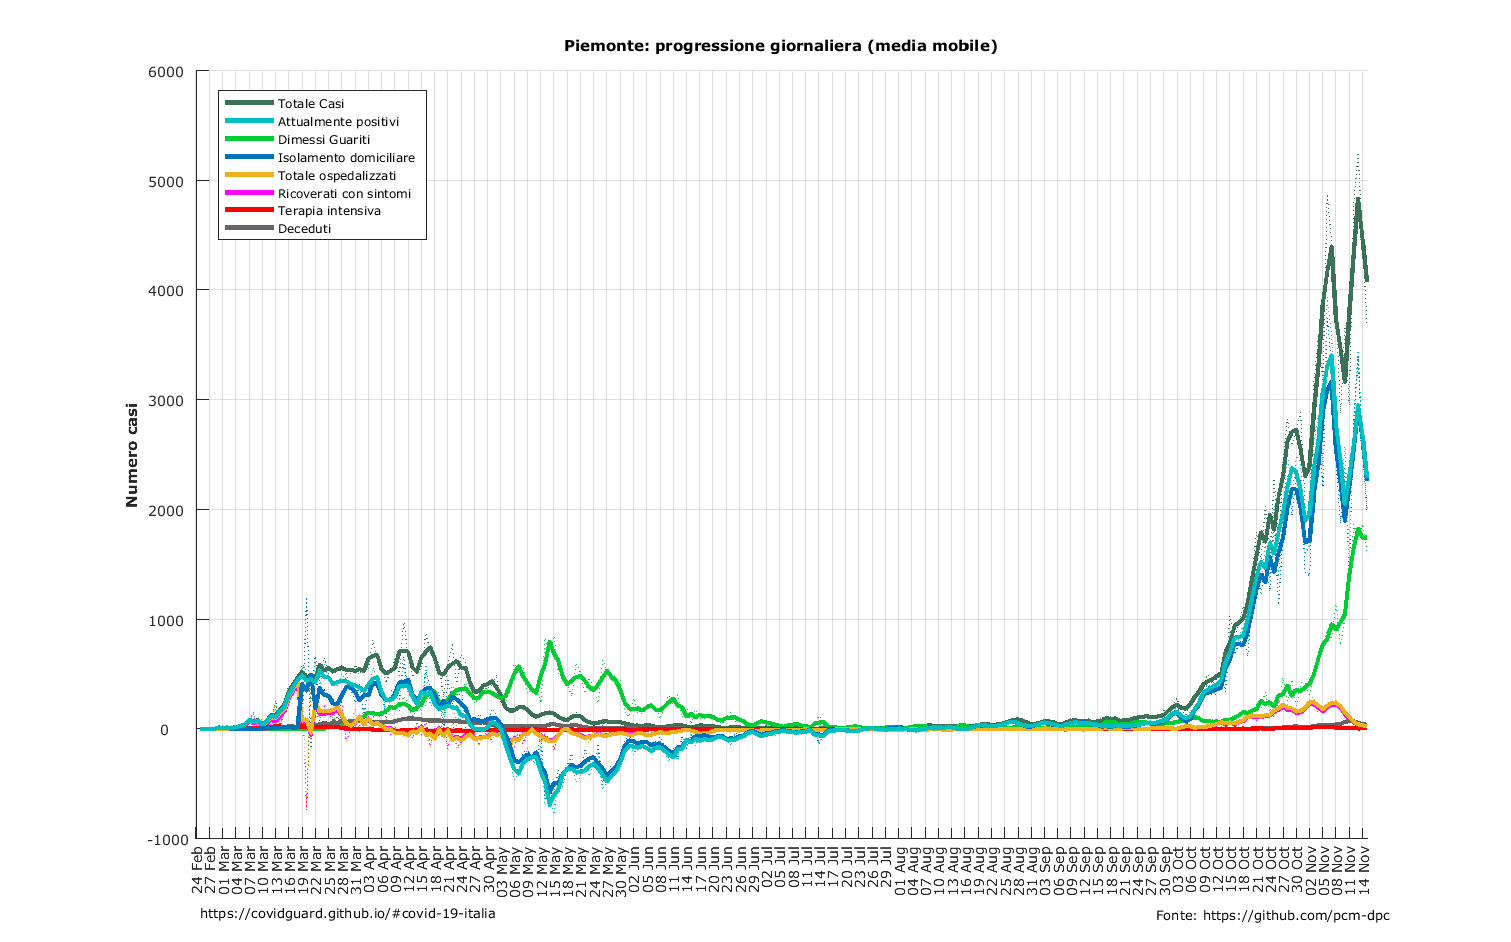 Piemonte: progressione giornaliera (media mobile)
6000
5000
4000
3000
2000
1000
0
-1000
Numero casi
Totale Casi
Attualmente positivi
Dimessi Guariti
Isolamento domiciliare
Totale ospedalizzati
Ricoverati con sintomi
Terapia intensiva
Deceduti
24 Feb
27 Feb
01 Mar
04 Mar
07 Mar
10 Mar
13 Mar
16 Mar
19 Mar
22 Mar
25 Mar
28 Mar
31 Mar
03 Apr
06 Apr
09 Apr
12 Apr
15 Apr
18 Apr
21 Apr
24 Apr
27 Apr
30 Apr
03 May
06 May
09 May
12 May
15 May
18 May
21 May
24 May
27 May
30 May
02 Jun
05 Jun
08 Jun
11 Jun
14 Jun
17 Jun
20 Jun
23 Jun
26 Jun
29 Jun
02 Jul
05 Jul
08 Jul
11 Jul
14 Jul
17 Jul
20 Jul
23 Jul
26 Jul
29 Jul
01 Aug
04 Aug
07 Aug
10 Aug
13 Aug
16 Aug
19 Aug
22 Aug
25 Aug
28 Aug
31 Aug
03 Sep
06 Sep
09 Sep
12 Sep
15 Sep
18 Sep
21 Sep
24 Sep
27 Sep
30 Sep
03 Oct
06 Oct
09 Oct
12 Oct
15 Oct
18 Oct
21 Oct
24 Oct
27 Oct
30 Oct
02 Nov
05 Nov
08 Nov
11 Nov
14 Nov
https://covidguard.github.io/#covid-19-italia
Fonte: https://github.com/pcm-dpc